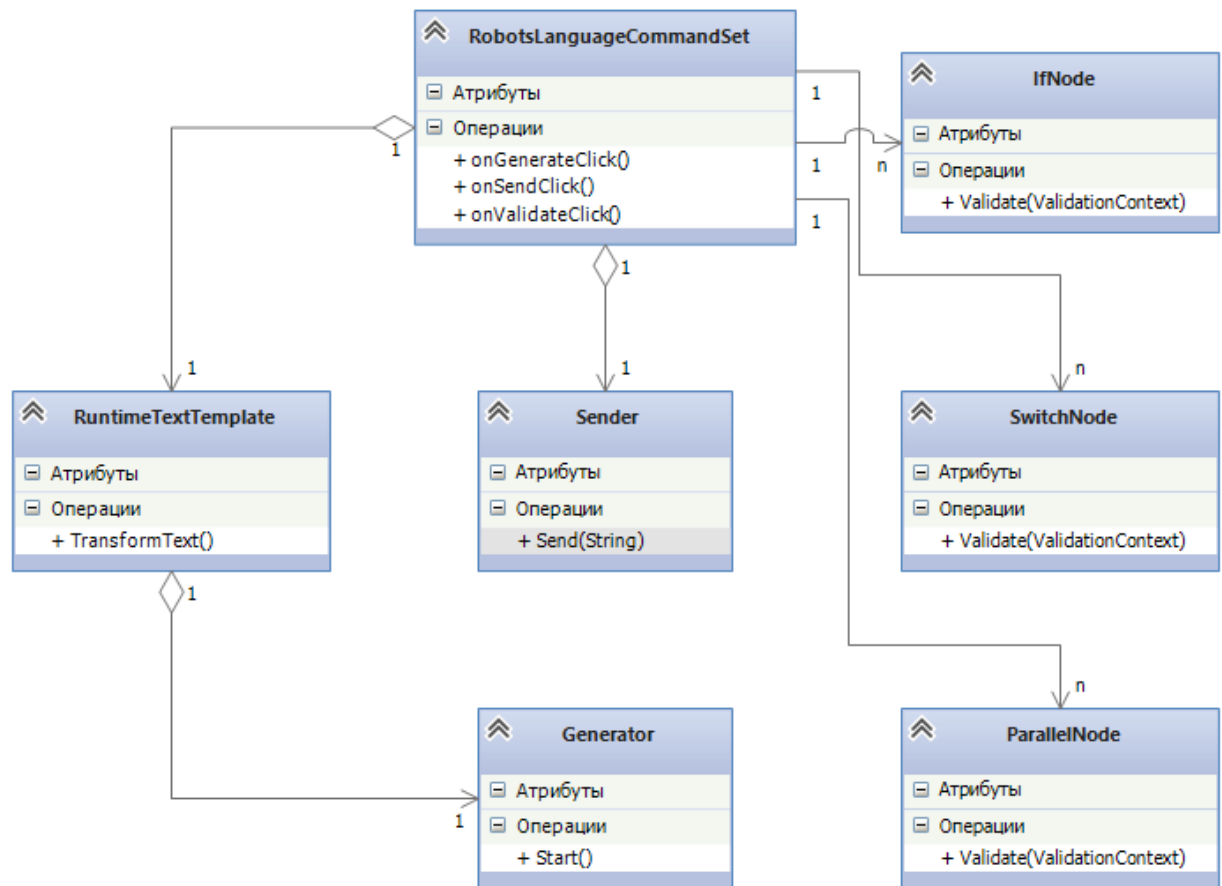 RobotsLanguageCommandSet
Атрибуты
Операции
+ onGenerateClick()
+ onSendClick()
+ onValidateClick()
1
1
1
1
1
n
IfNode
Атрибуты
Операции
+ Validate(ValidationContext)
1
1
n
RuntimeTextTemplate
Атрибуты
Операции
+ TransformText()
1
Sender
Атрибуты
Операции
+ Send(String)
SwitchNode
Атрибуты
Операции
+ Validate(ValidationContext)
1
n
Generator
Атрибуты
Операции
+ Start()
ParallelNode
Атрибуты
Операции
+ Validate(ValidationContext)